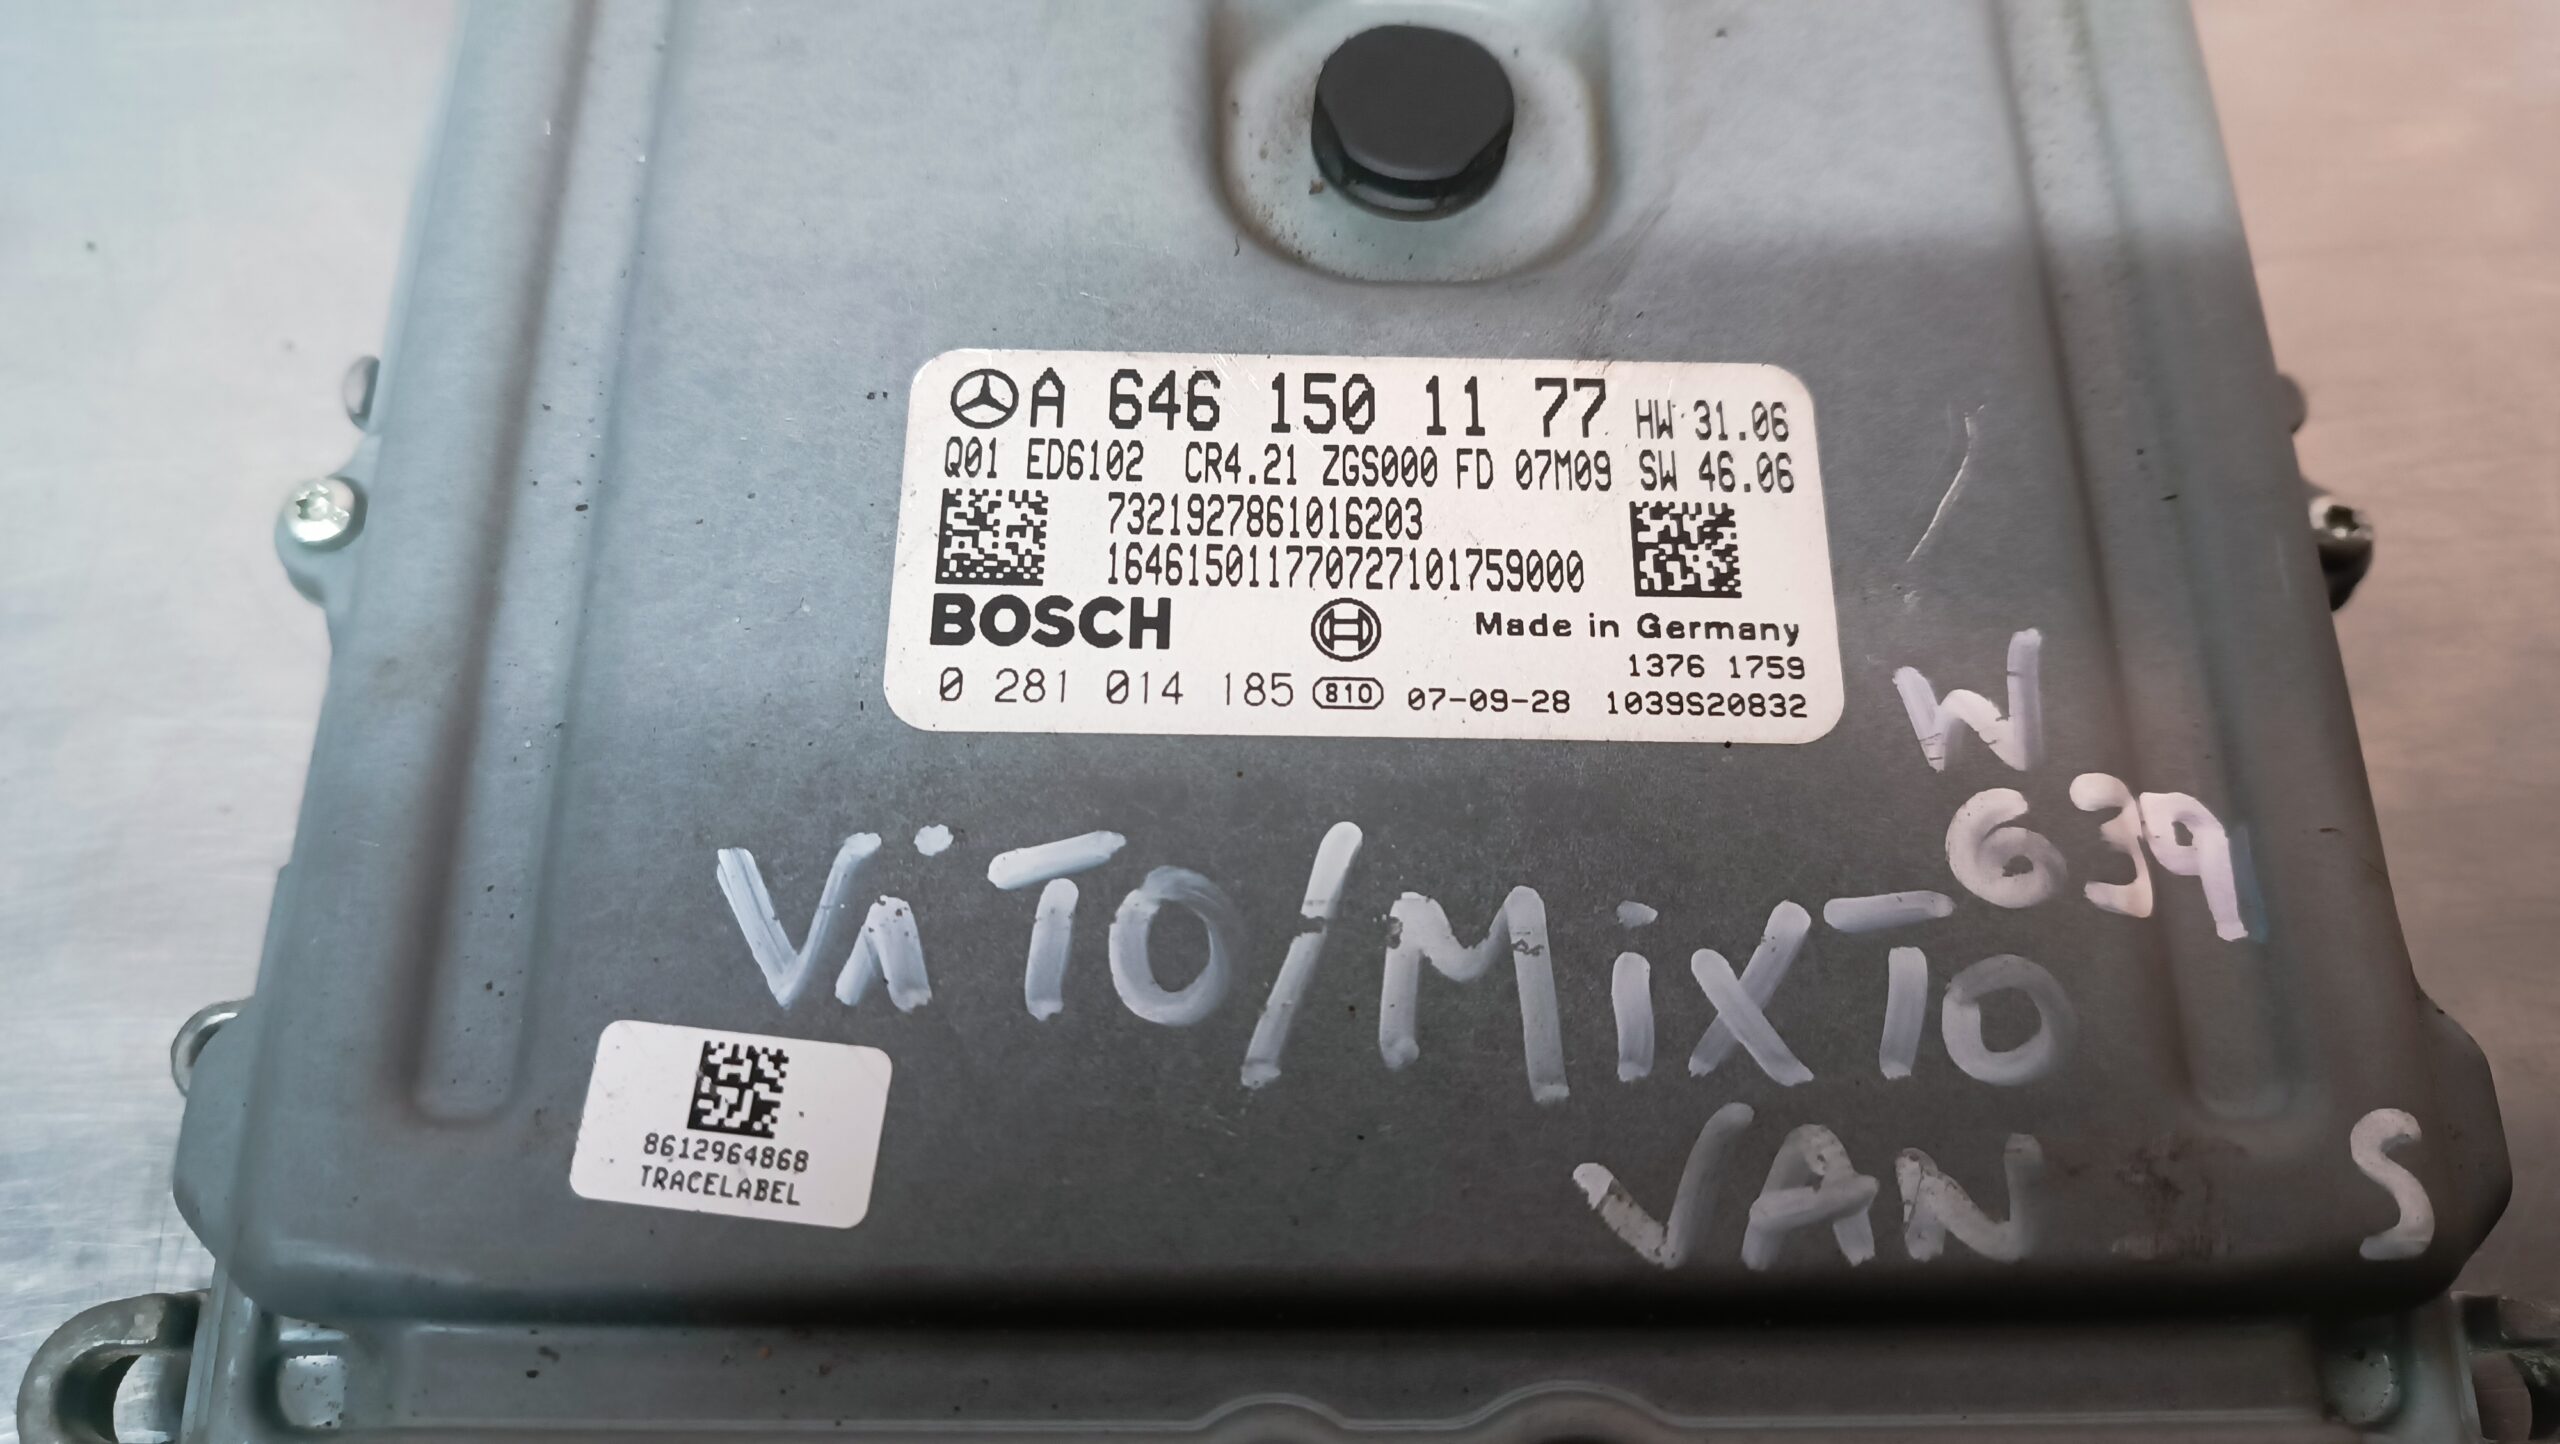 A 646 150 11 77 HW 31.06
Q01 ED6102 CR4.21 ZGS000 FD 07M09 SW 46.06
7321927861016203
164615011770727101759000
BOSCH Made in Germany
1376 1759
0 281 014 185 810 07-09-28 1039S20832
W
639
ViTO/MixTO
VAN S
8612964868
TRACELABEL